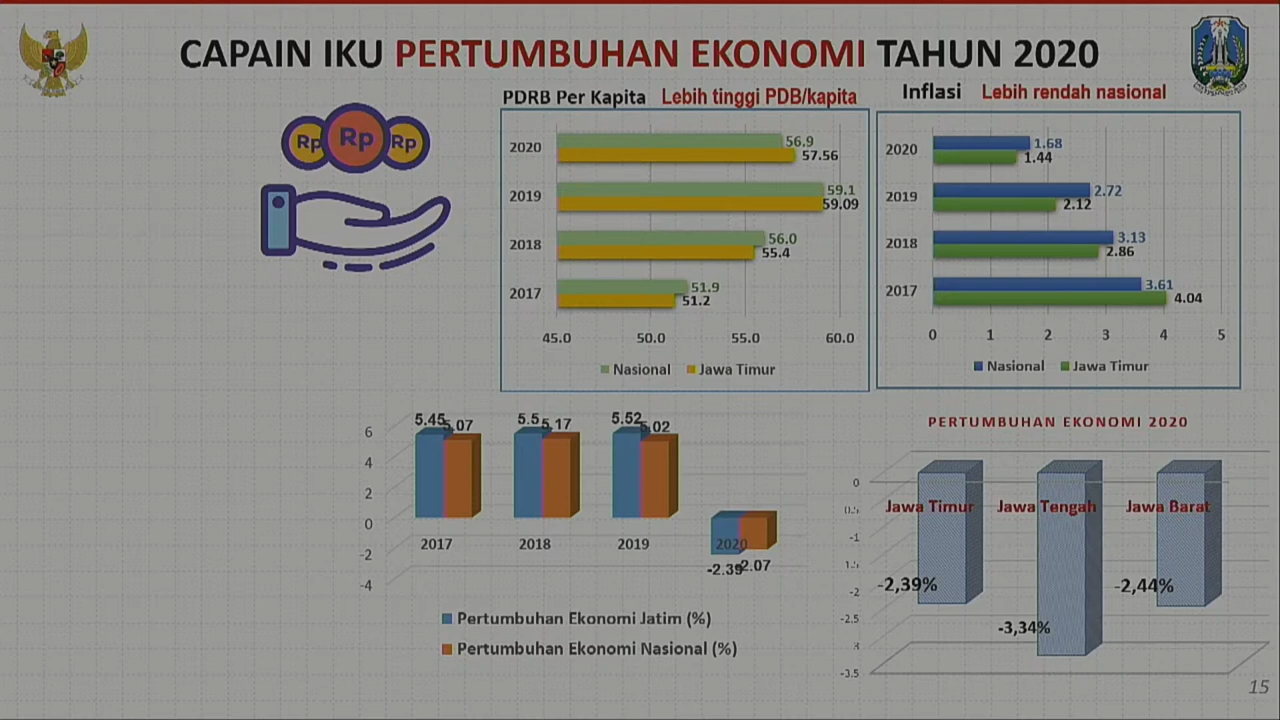 CAPAIN IKU PERTUMBUHAN EKONOMI TAHUN 2020
Rp Rp Rp
PDRB Per Kapita Lebih tinggi PDB/kapita
2020 56.9
57.56
2019 59.1
59.09
2018 56.0
55.4
2017 51.9
51.2
45.0 50.0 55.0 60.0
Nasional Jawa Timur
Inflasi Lebih rendah nasional
2020 1.68
1.44
2019 2.72
2.12
2018 3.13
2.86
2017 3.61
4.04
0 1 2 3 4 5
Nasional Jawa Timur
5.45 5.07 5.5 5.17 5.52 5.02
6
4
2
0
-2
-4
2017 2018 2019 2020
-2.39 -2.07
Pertumbuhan Ekonomi Jatim (%)
Pertumbuhan Ekonomi Nasional (%)
PERTUMBUHAN EKONOMI 2020
0
-1
-2
-2.5
-3.5
Jawa Timur Jawa Tengah Jawa Barat
-2,39% -3,34% -2,44%
15